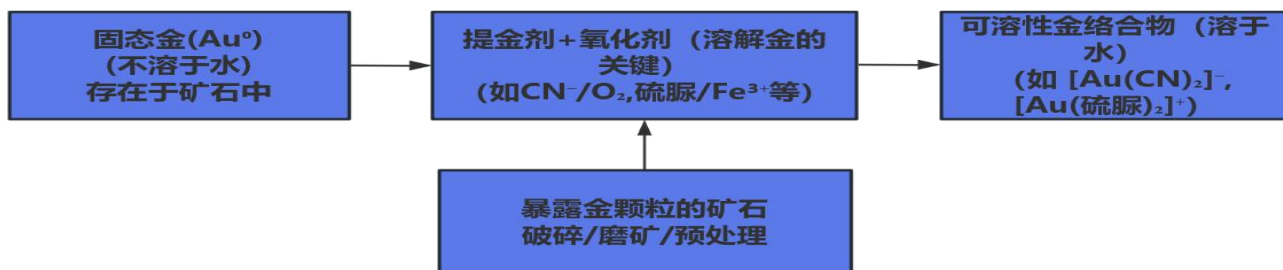 固态金(Au⁰)
(不溶于水)
存在于矿石中
提金剂+氧化剂 (溶解金的
关键)
(如CN⁻/O₂,硫脲/Fe³⁺等)
可溶性金络合物 (溶于
水)
(如 [Au(CN)₂]⁻,
[Au(硫脲)₂]⁺)
暴露金颗粒的矿石
破碎/磨矿/预处理